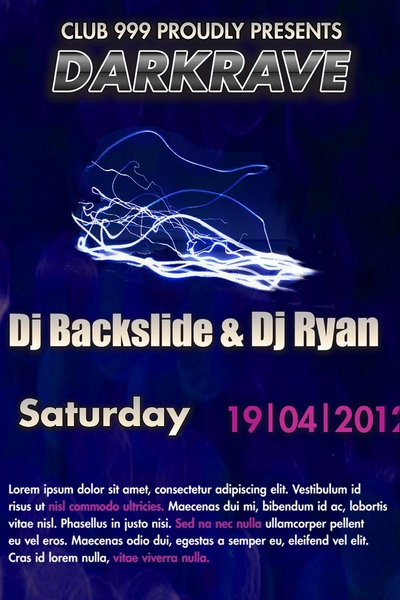 CLUB 999 PROUDLY PRESENTS
DARKRAVE
Dj Backslide & Dj Ryan
Saturday 19|04|2012
Lorem ipsum dolor sit amet, consectetur adipiscing elit. Vestibulum id
risus ut nisl commodo ultricies. Maecenas dui mi, bibendum id ac, lobortis
vitae nisl. Phasellus in justo nisi. Sed na nec nulla ullamcorper pellent
eu vel eros. Maecenas odio dui, egestas a semper eu, eleifend vel elit.
Cras id lorem nulla, vitae viverra nulla.